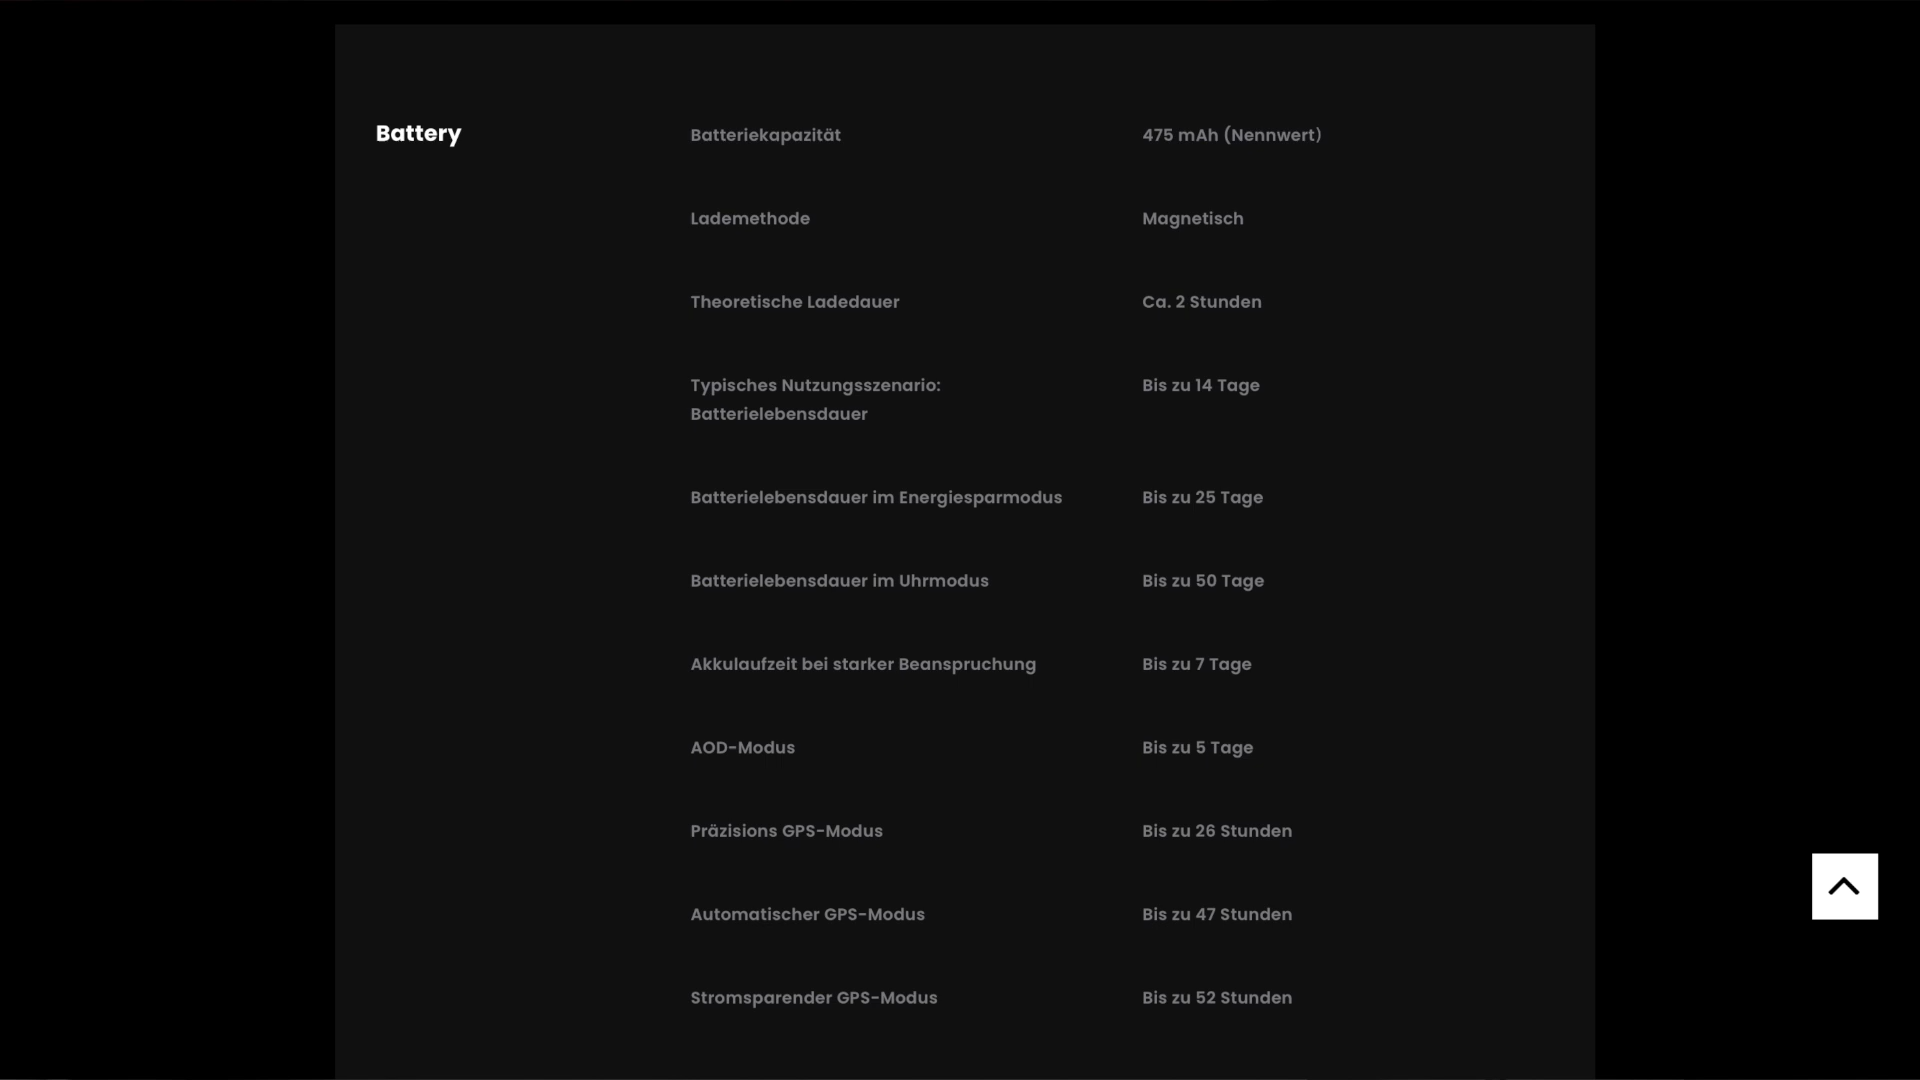 Battery
Batteriekapazität
475 mAh (Nennwert)
Lademethode
Magnetisch
Theoretische Ladedauer
Ca. 2 Stunden
Typisches Nutzungsszenario:
Batterielebensdauer
Bis zu 14 Tage
Batterielebensdauer im Energiesparmodus
Bis zu 25 Tage
Batterielebensdauer im Uhrmodus
Bis zu 50 Tage
Akkulaufzeit bei starker Beanspruchung
Bis zu 7 Tage
AOD-Modus
Bis zu 5 Tage
Präzisions GPS-Modus
Bis zu 26 Stunden
Automatischer GPS-Modus
Bis zu 47 Stunden
Stromsparender GPS-Modus
Bis zu 52 Stunden